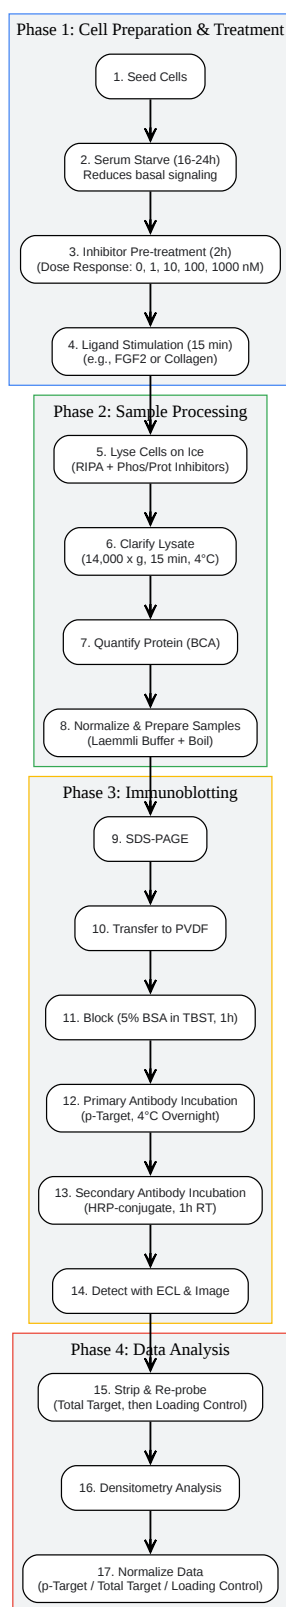 Phase 1: Cell Preparation & Treatment
1. Seed Cells
2. Serum Starve (16-24h)
Reduces basal signaling
3. Inhibitor Pre-treatment (2h)
(Dose Response: 0, 1, 10, 100, 1000 nM)
4. Ligand Stimulation (15 min)
(e.g., FGF2 or Collagen)
Phase 2: Sample Processing
5. Lyse Cells on Ice
(RIPA + Phos/Prot Inhibitors)
6. Clarify Lysate
(14,000 x g, 15 min, 4°C)
7. Quantify Protein (BCA)
8. Normalize & Prepare Samples
(Laemmli Buffer + Boil)
Phase 3: Immunoblotting
9. SDS-PAGE
10. Transfer to PVDF
11. Block (5% BSA in TBST, 1h)
12. Primary Antibody Incubation
(p-Target, 4°C Overnight)
13. Secondary Antibody Incubation
(HRP-conjugate, 1h RT)
14. Detect with ECL & Image
Phase 4: Data Analysis
15. Strip & Re-probe
(Total Target, then Loading Control)
16. Densitometry Analysis
17. Normalize Data
(p-Target / Total Target / Loading Control)